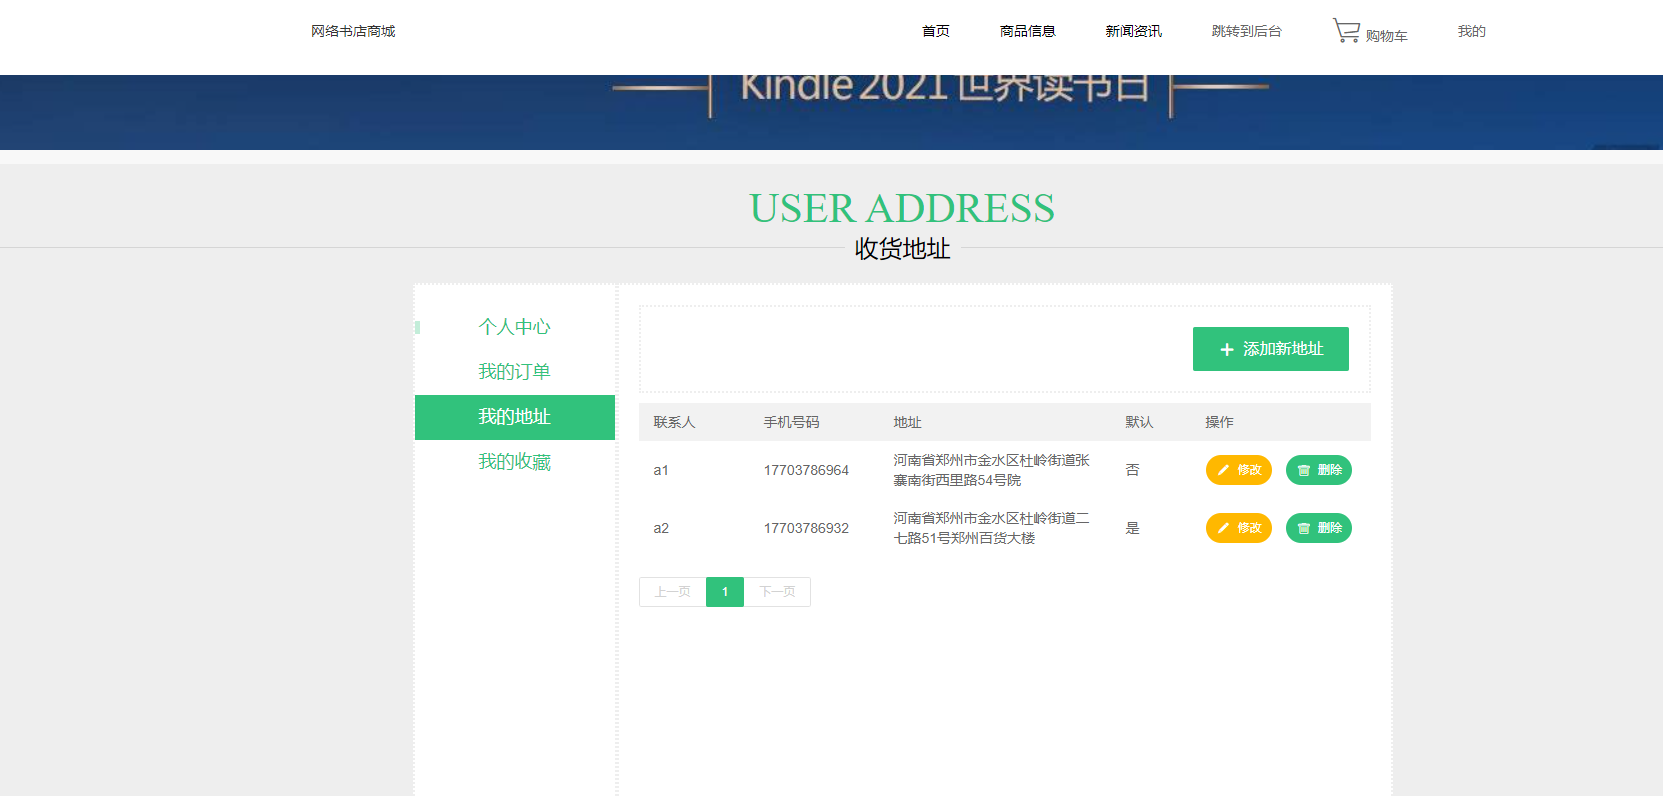 网络书店商城 首页 商品信息 新闻资讯 跳转到后台 购物车 我的
Kindle 2021 世界读书日
USER ADDRESS
收货地址
个人中心
我的订单
我的地址
我的收藏
添加新地址
联系人 手机号码 地址 默认 操作
a1 17703786964 河南省郑州市金水区杜岭街道张 否 修改 删除
寨南街西里路54号院
a2 17703786932 河南省郑州市金水区杜岭街道二 是 修改 删除
七路51号郑州百货大楼
上一页 1 下一页